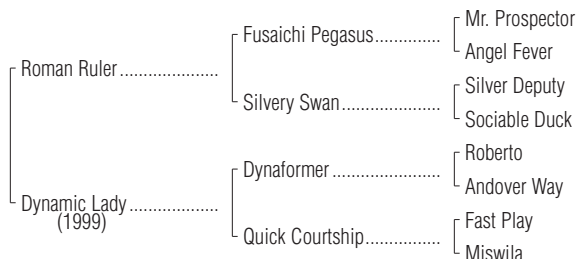 Mr. Prospector
Fusaichi Pegasus..............
Angel Fever
Roman Ruler.....................
Silver Deputy
Silvery Swan.....................
Sociable Duck
Roberto
Dynaformer.......................
Andover Way
Dynamic Lady...................
(1999)
Fast Play
Quick Courtship................
Miswila